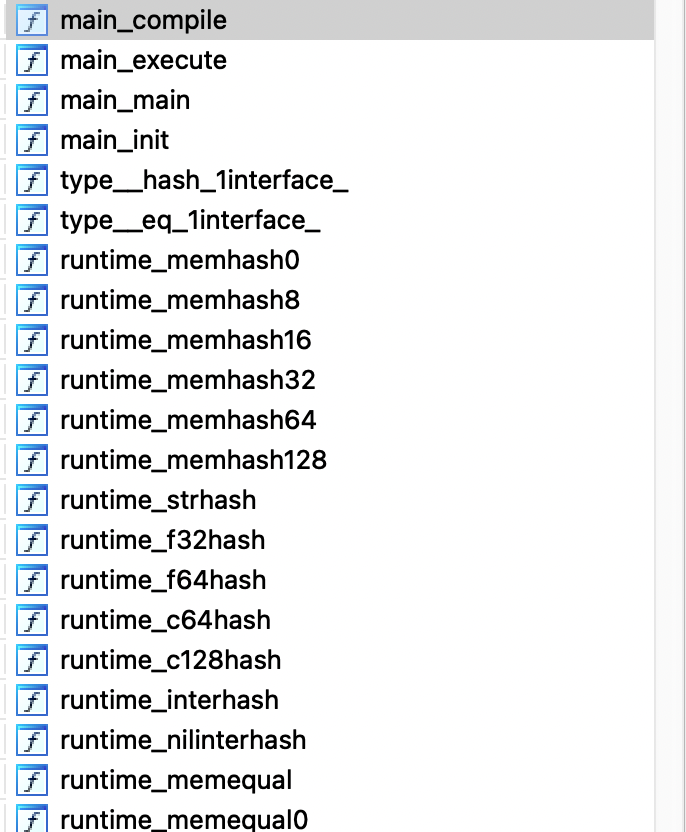 main_compile
main_execute
main_main
main_init
type__hash_1interface_
type__eq_1interface_
runtime_memhash0
runtime_memhash8
runtime_memhash16
runtime_memhash32
runtime_memhash64
runtime_memhash128
runtime_strhash
runtime_f32hash
runtime_f64hash
runtime_c64hash
runtime_c128hash
runtime_interhash
runtime_nilinterhash
runtime_memequal
runtime_memequal0